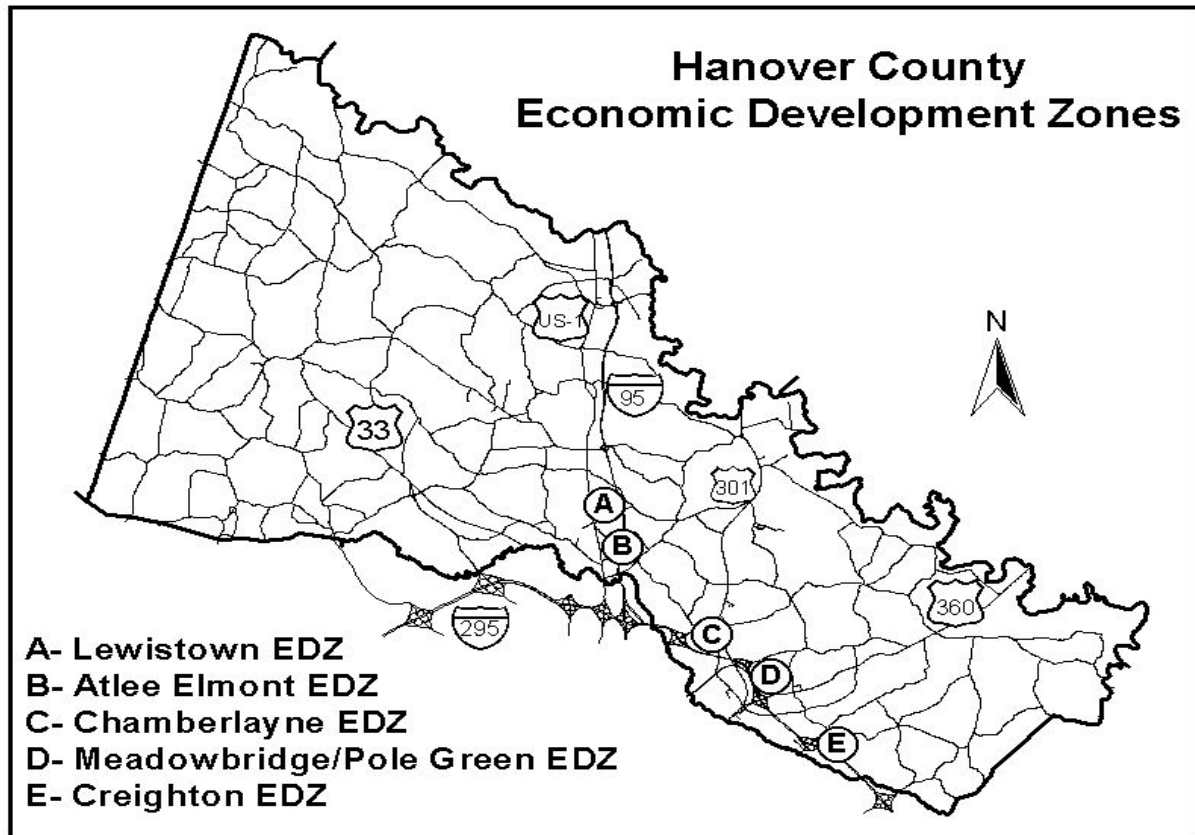 Hanover County
Economic Development Zones
US-1
95
N
33
301
A
B
360
295
C
D
E
A- Lewistown EDZ
B- Atlee Elmont EDZ
C- Chamberlayne EDZ
D- Meadowbridge/Pole Green EDZ
E- Creighton EDZ